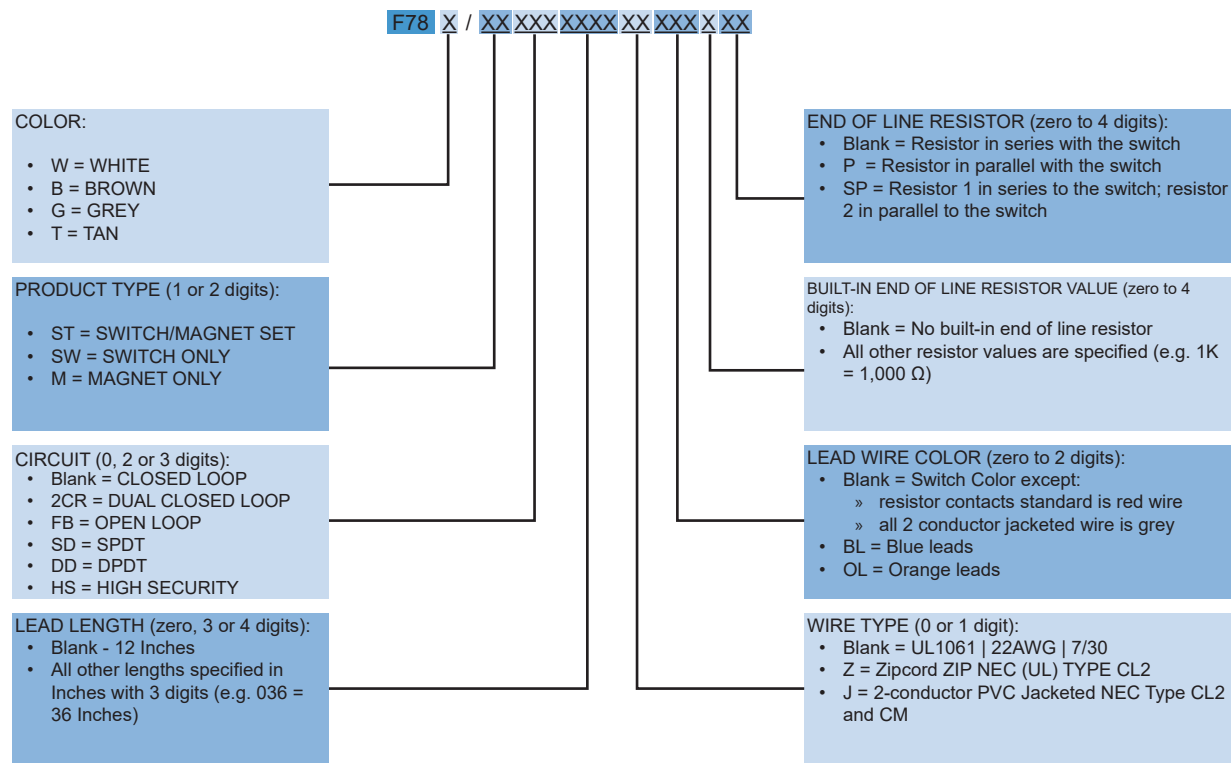 F78 X / XX XXX XXXX XX XXX X XX
COLOR:
• W = WHITE
• B = BROWN
• G = GREY
• T = TAN
PRODUCT TYPE (1 or 2 digits):
• ST = SWITCH/MAGNET SET
• SW = SWITCH ONLY
• M = MAGNET ONLY
CIRCUIT (0, 2 or 3 digits):
• Blank = CLOSED LOOP
• 2CR = DUAL CLOSED LOOP
• FB = OPEN LOOP
• SD = SPDT
• DD = DPDT
• HS = HIGH SECURITY
LEAD LENGTH (zero, 3 or 4 digits):
• Blank - 12 Inches
• All other lengths specified in
Inches with 3 digits (e.g. 036 =
36 Inches)
END OF LINE RESISTOR (zero to 4 digits):
• Blank = Resistor in series with the switch
• P = Resistor in parallel with the switch
• SP = Resistor 1 in series to the switch; resistor
2 in parallel to the switch
BUILT-IN END OF LINE RESISTOR VALUE (zero to 4
digits):
• Blank = No built-in end of line resistor
• All other resistor values are specified (e.g. 1K
= 1,000 Ω)
LEAD WIRE COLOR (zero to 2 digits):
• Blank = Switch Color except:
» resistor contacts standard is red wire
» all 2 conductor jacketed wire is grey
• BL = Blue leads
• OL = Orange leads
WIRE TYPE (0 or 1 digit):
• Blank = UL1061 | 22AWG | 7/30
• Z = Zipcord ZIP NEC (UL) TYPE CL2
• J = 2-conductor PVC Jacketed NEC Type CL2
and CM